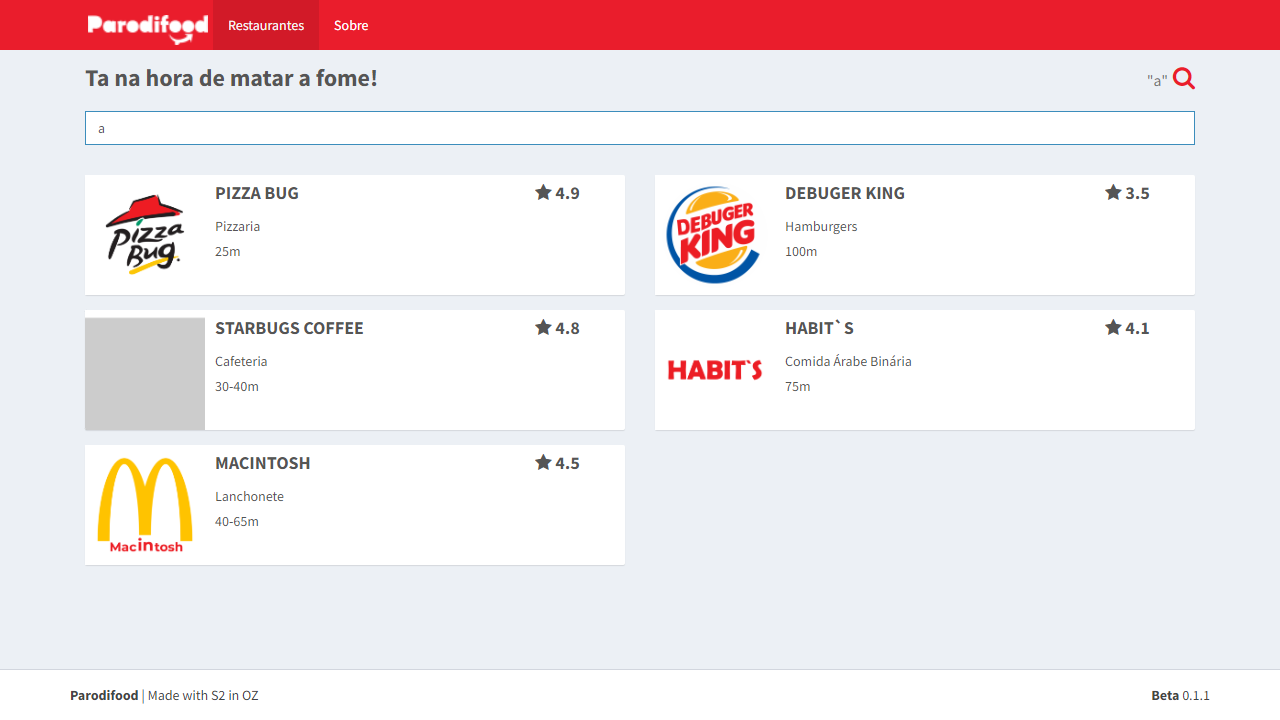 Parodifood Restaurantes Sobre
Ta na hora de matar a fome!
"a"
a
Pizza Bug.
PIZZA BUG
4.9
Pizzaria
25m
DEBUGER KING
DEBUGER KING
3.5
Hamburgers
100m
STARBUGS COFFEE
4.8
Cafeteria
30-40m
HABIT`S
HABIT`S
4.1
Comida Árabe Binária
75m
Macintosh
MACINTOSH
4.5
Lanchonete
40-65m
Parodifood | Made with S2 in OZ
Beta 0.1.1